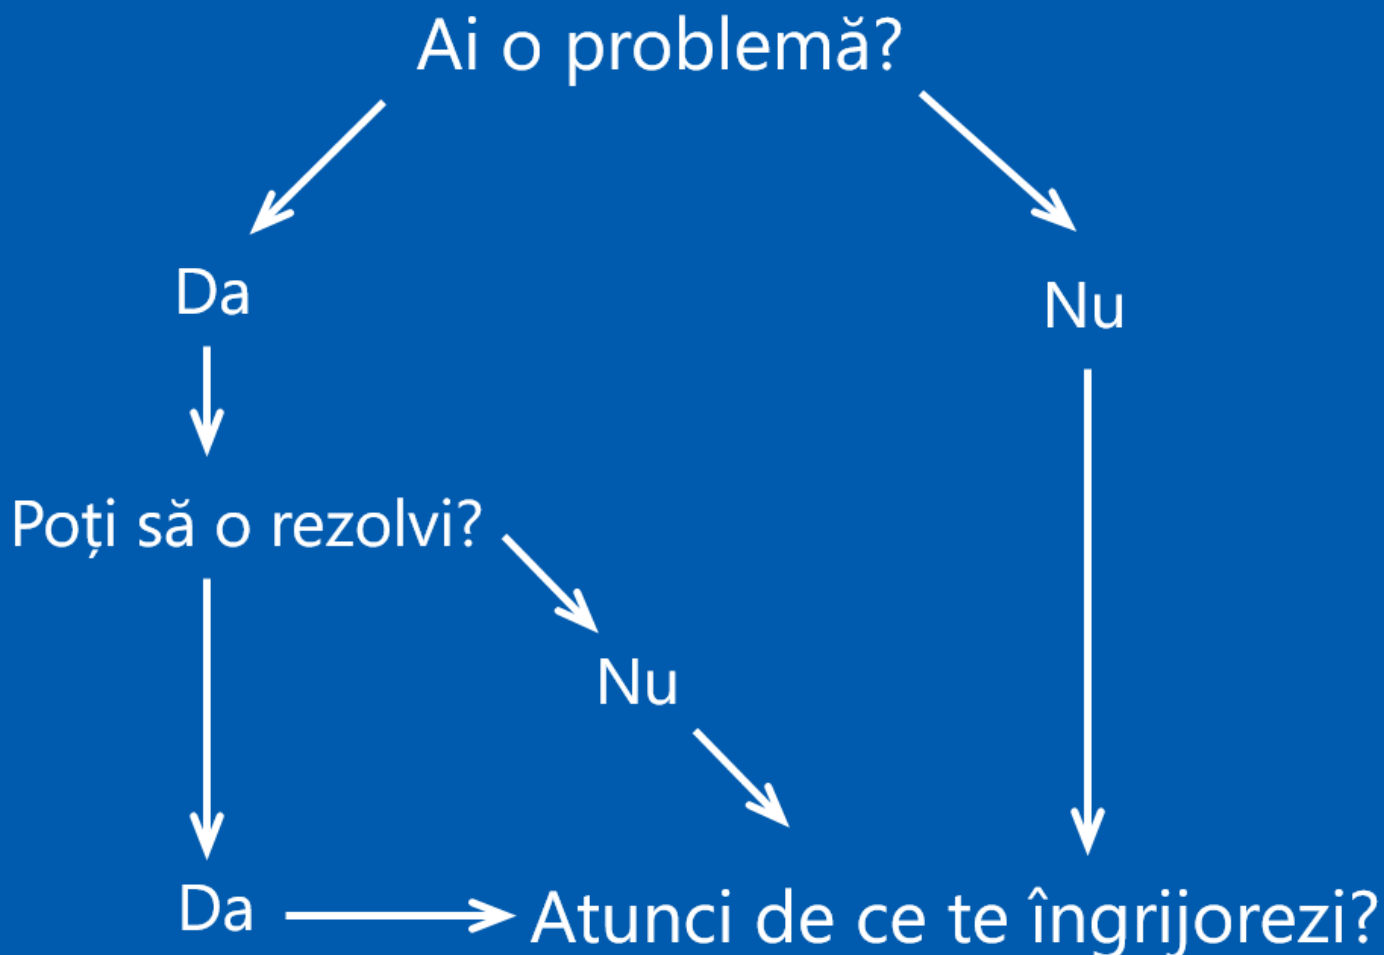 Ai o problemă?
Da
Nu
Poți să o rezolvi?
Nu
Da
Atunci de ce te îngrijorezi?